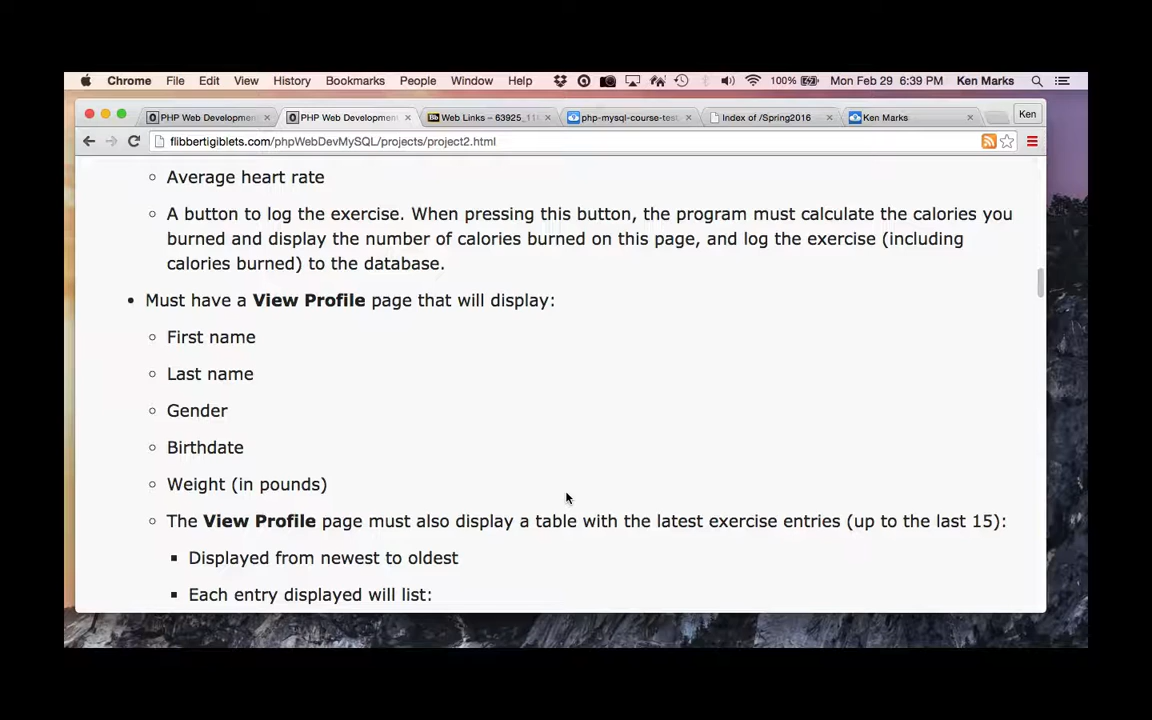 Chrome File Edit View History Bookmarks People Window Help 100% Mon Feb 29 6:39 PM Ken Marks
PHP Web Developmen × PHP Web Developmen × Bb Web Links – 63925_11 × php-mysql-course-test × Index of /Spring2016 × Ken Marks × Ken
flibbertigiblets.com/phpWebDevMySQL/projects/project2.html
◦ Average heart rate
◦ A button to log the exercise. When pressing this button, the program must calculate the calories you
burned and display the number of calories burned on this page, and log the exercise (including
calories burned) to the database.
• Must have a View Profile page that will display:
◦ First name
◦ Last name
◦ Gender
◦ Birthdate
◦ Weight (in pounds)
◦ The View Profile page must also display a table with the latest exercise entries (up to the last 15):
▪ Displayed from newest to oldest
▪ Each entry displayed will list: